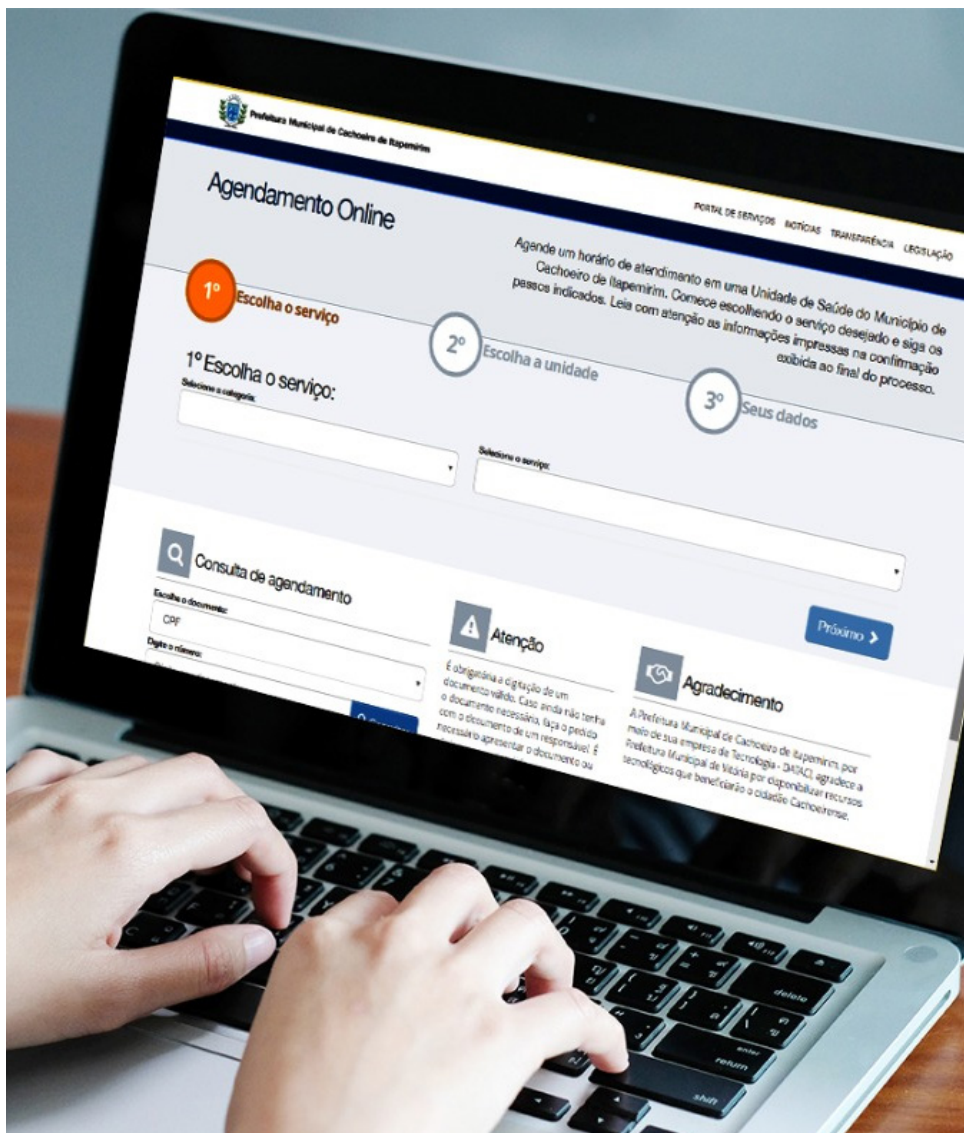 Prefeitura Municipal de Cachoeiro de Itapemirim
PORTAL DE SERVIÇOS NOTÍCIAS TRANSPARÊNCIA LEGISLAÇÃO
Agendamento Online
Agende um horário de atendimento em uma Unidade de Saúde do Município de
Cachoeiro de Itapemirim. Comece escolhendo o serviço desejado e siga os
passos indicados. Leia com atenção as informações impressas na confirmação
exibida ao final do processo.
1º Escolha o serviço
2º Escolha a unidade
3º Seus dados
1º Escolha o serviço:
Selecione a categoria:
Selecione o serviço:
Próximo
Consulta de agendamento
Escolha o documento:
CPF
Digite o número:
Atenção
É obrigatória a digitação de um
documento válido. Caso ainda não tenha
o documento necessário, faça o pedido
com o documento de um responsável. É
necessário apresentar o documento ou
Agradecimento
A Prefeitura Municipal de Cachoeiro de Itapemirim, por
meio de sua empresa de Tecnologia - DATACI, agradece a
Prefeitura Municipal de Vitória por disponibilizar recursos
tecnológicos que beneficiarão o cidadão Cachoeirense.
delete
enter
return
shift